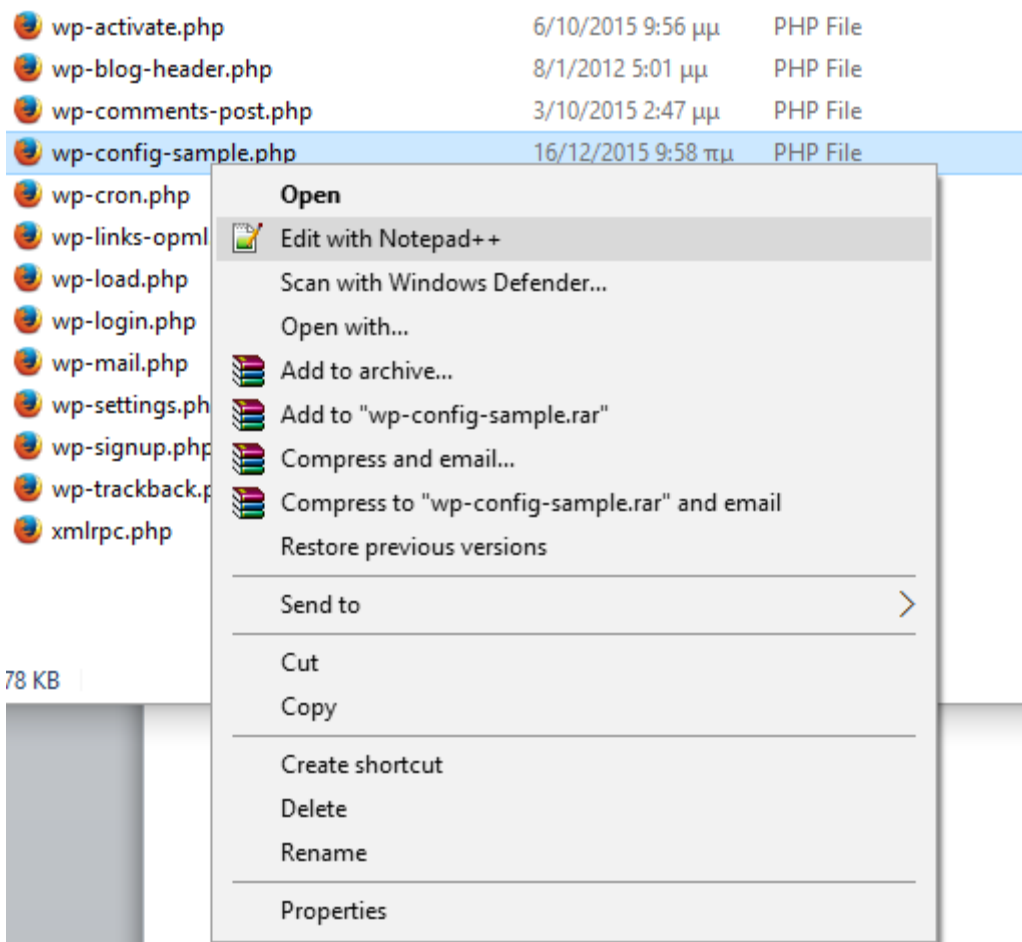 wp-activate.php 6/10/2015 9:56 μμ PHP File
wp-blog-header.php 8/1/2012 5:01 μμ PHP File
wp-comments-post.php 3/10/2015 2:47 μμ PHP File
wp-config-sample.php 16/12/2015 9:58 πμ PHP File
wp-cron.php
wp-links-opml
wp-load.php
wp-login.php
wp-mail.php
wp-settings.ph
wp-signup.php
wp-trackback.p
xmlrpc.php
78 KB
Open
Edit with Notepad++
Scan with Windows Defender...
Open with...
Add to archive...
Add to "wp-config-sample.rar"
Compress and email...
Compress to "wp-config-sample.rar" and email
Restore previous versions
Send to
Cut
Copy
Create shortcut
Delete
Rename
Properties